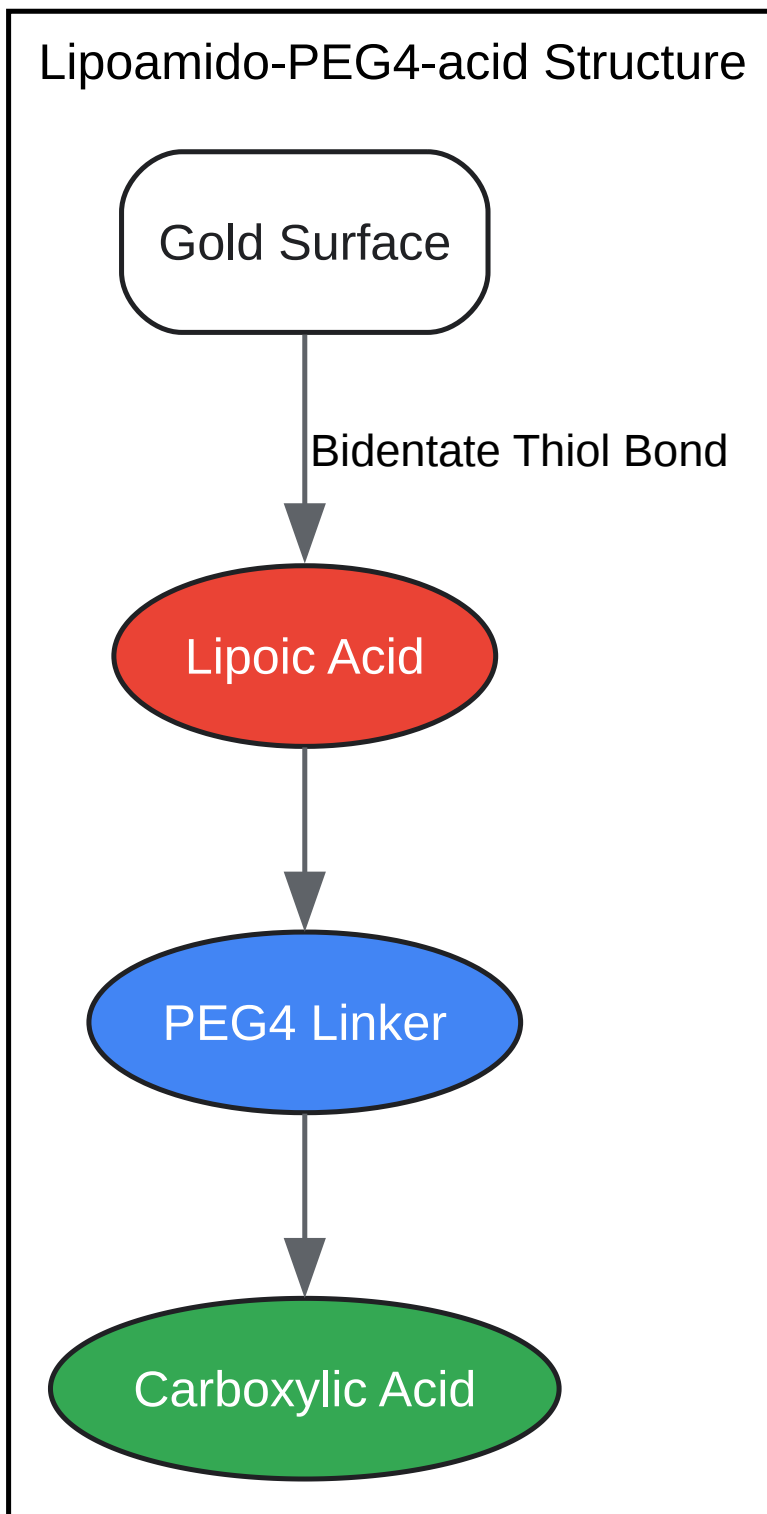 Lipoamido-PEG4-acid Structure
Gold Surface
Bidentate Thiol Bond
Lipoic Acid
PEG4 Linker
Carboxylic Acid